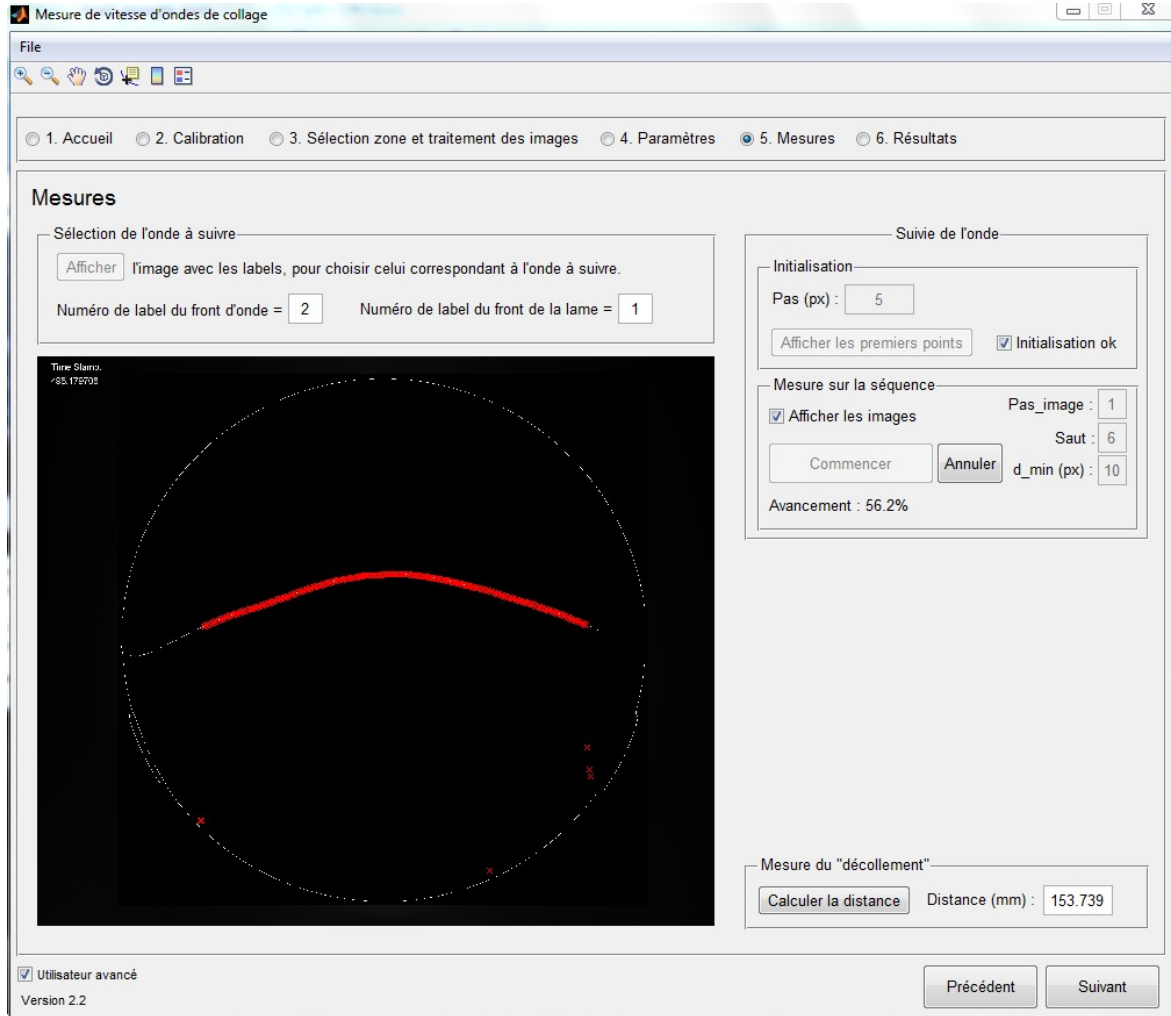 Mesure de vitesse d'ondes de collage
File
1. Accueil 2. Calibration 3. Sélection zone et traitement des images 4. Paramètres 5. Mesures 6. Résultats
Mesures
Sélection de l'onde à suivre
Afficher l'image avec les labels, pour choisir celui correspondant à l'onde à suivre.
Numéro de label du front d'onde = 2 Numéro de label du front de la lame = 1
Time Stamp.
Suivie de l'onde
Initialisation
Pas (px) : 5
Afficher les premiers points Initialisation ok
Mesure sur la séquence
Afficher les images Pas_image : 1
Saut : 6
Commencer Annuler d_min (px) : 10
Avancement : 56.2%
Mesure du "décollement"
Calculer la distance Distance (mm) : 153.739
Utilisateur avancé
Version 2.2
Précédent Suivant